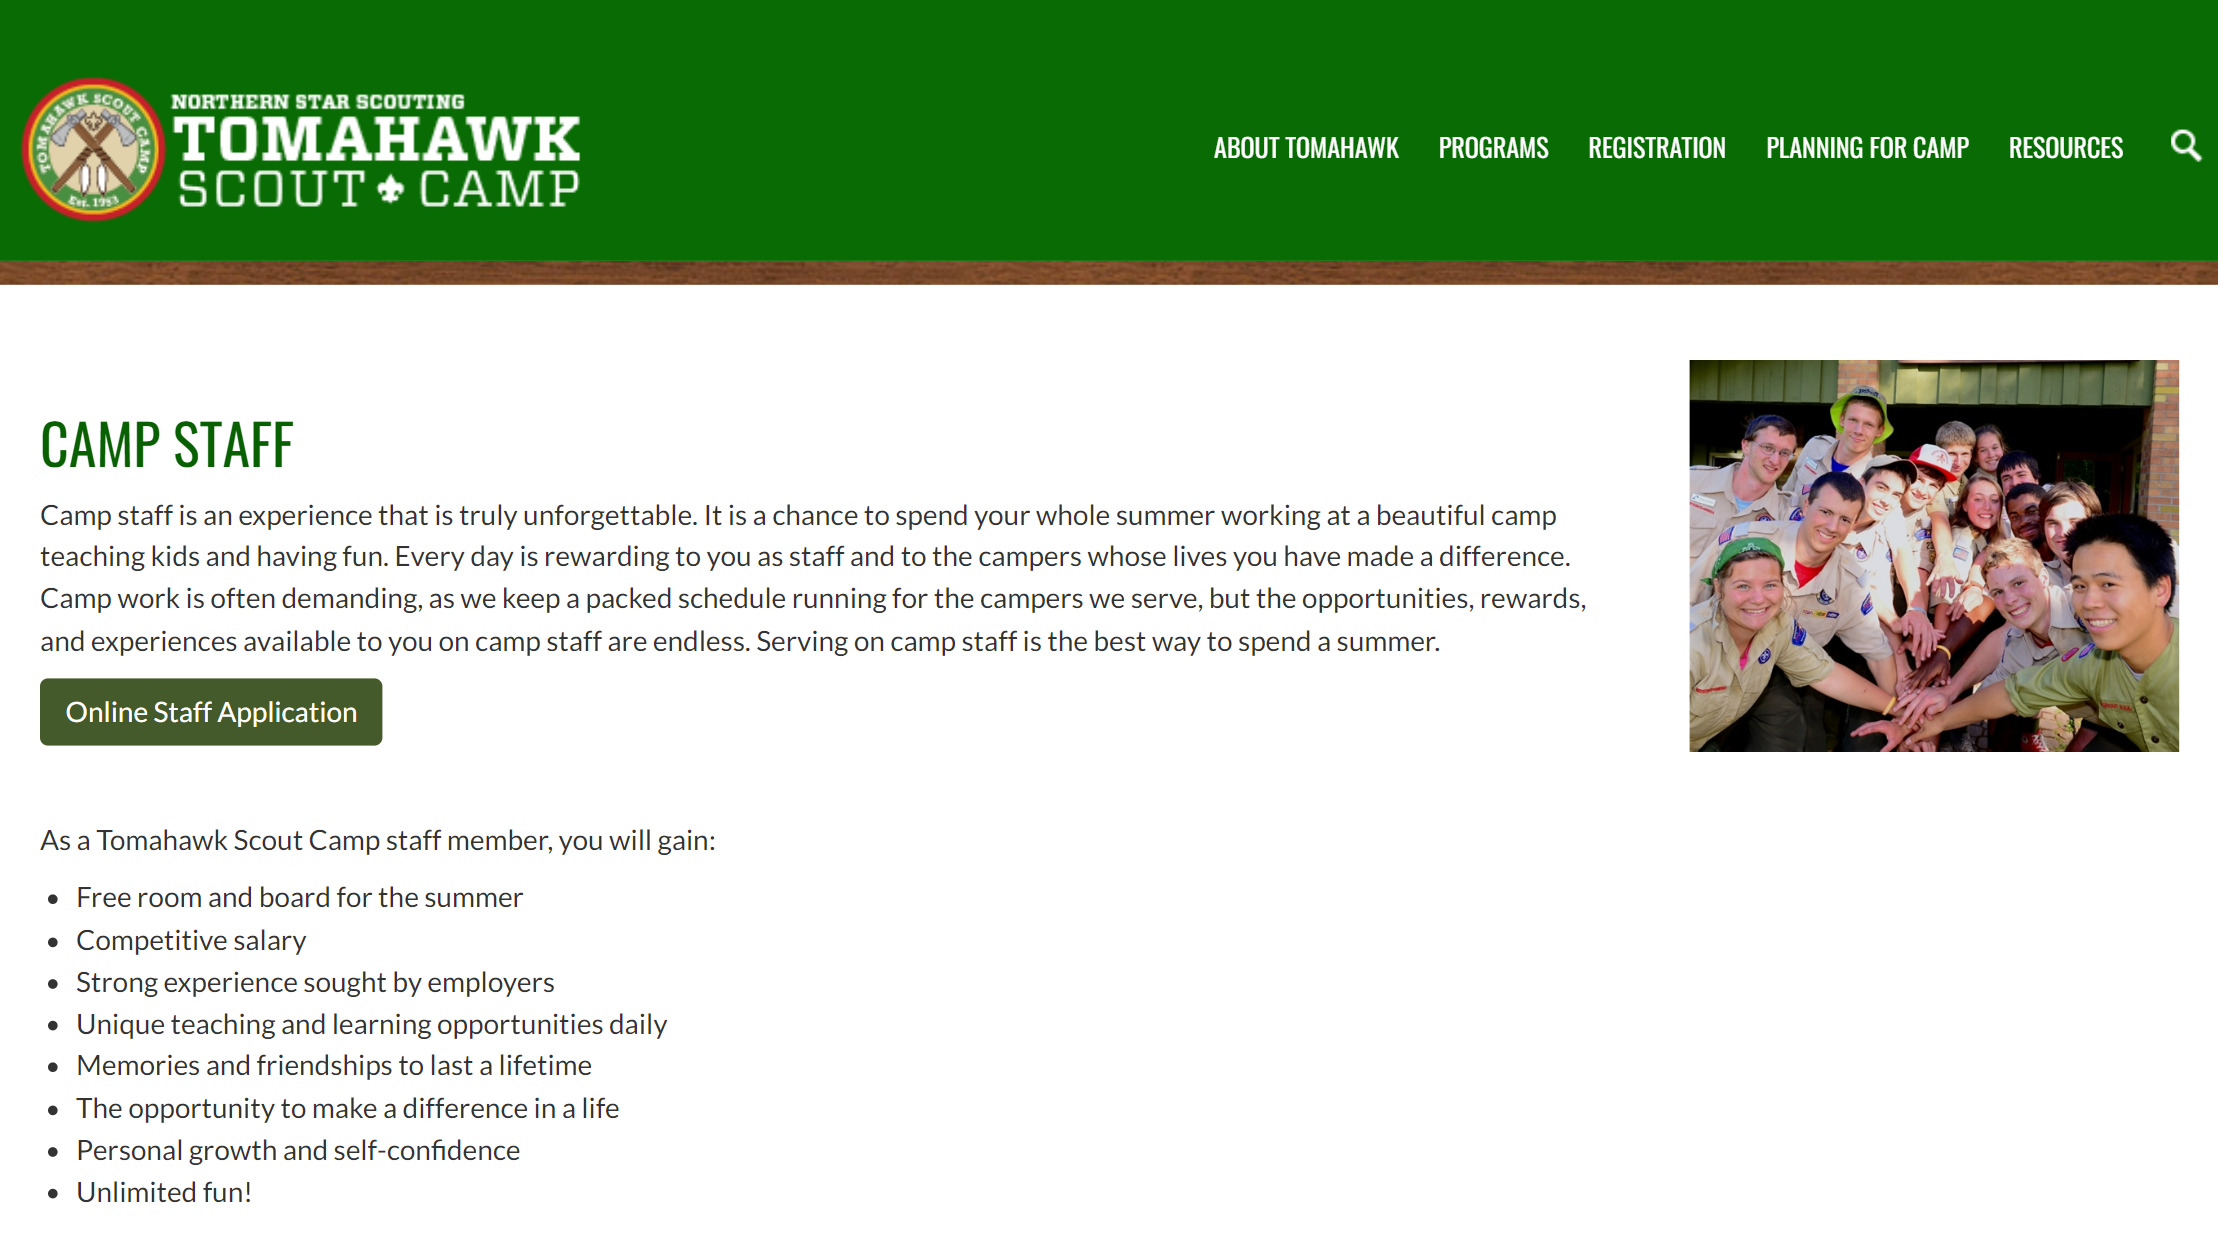 TOMAHAWK SCOUT CAMP
Est. 1953
NORTHERN STAR SCOUTING
TOMAHAWK
SCOUT CAMP
ABOUT TOMAHAWK PROGRAMS REGISTRATION PLANNING FOR CAMP RESOURCES
CAMP STAFF
Camp staff is an experience that is truly unforgettable. It is a chance to spend your whole summer working at a beautiful camp
teaching kids and having fun. Every day is rewarding to you as staff and to the campers whose lives you have made a difference.
Camp work is often demanding, as we keep a packed schedule running for the campers we serve, but the opportunities, rewards,
and experiences available to you on camp staff are endless. Serving on camp staff is the best way to spend a summer.
Online Staff Application
As a Tomahawk Scout Camp staff member, you will gain:
• Free room and board for the summer
• Competitive salary
• Strong experience sought by employers
• Unique teaching and learning opportunities daily
• Memories and friendships to last a lifetime
• The opportunity to make a difference in a life
• Personal growth and self-confidence
• Unlimited fun!